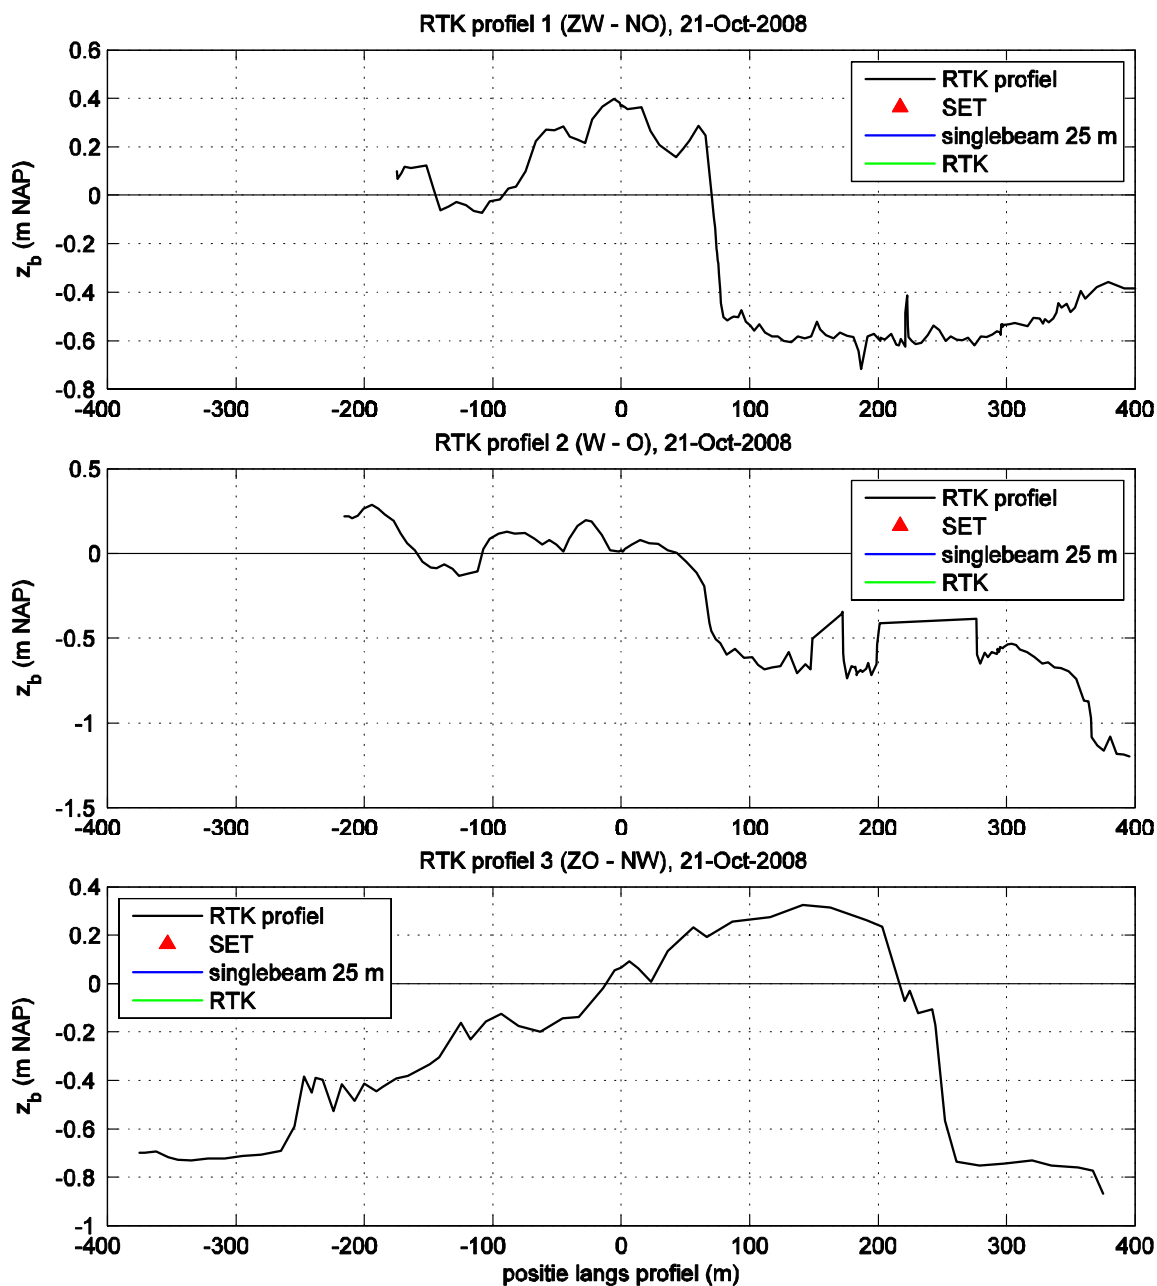 RTK profiel 1 (ZW - NO), 21-Oct-2008
0.6
0.4
0.2
0
-0.2
-0.4
-0.6
-0.8
z_b (m NAP)
RTK profiel
SET
singlebeam 25 m
RTK
-400 -300 -200 -100 0 100 200 300 400
RTK profiel 2 (W - O), 21-Oct-2008
0.5
0
-0.5
-1
-1.5
z_b (m NAP)
RTK profiel
SET
singlebeam 25 m
RTK
-400 -300 -200 -100 0 100 200 300 400
RTK profiel 3 (ZO - NW), 21-Oct-2008
0.4
0.2
0
-0.2
-0.4
-0.6
-0.8
-1
z_b (m NAP)
RTK profiel
SET
singlebeam 25 m
RTK
-400 -300 -200 -100 0 100 200 300 400
positie langs profiel (m)